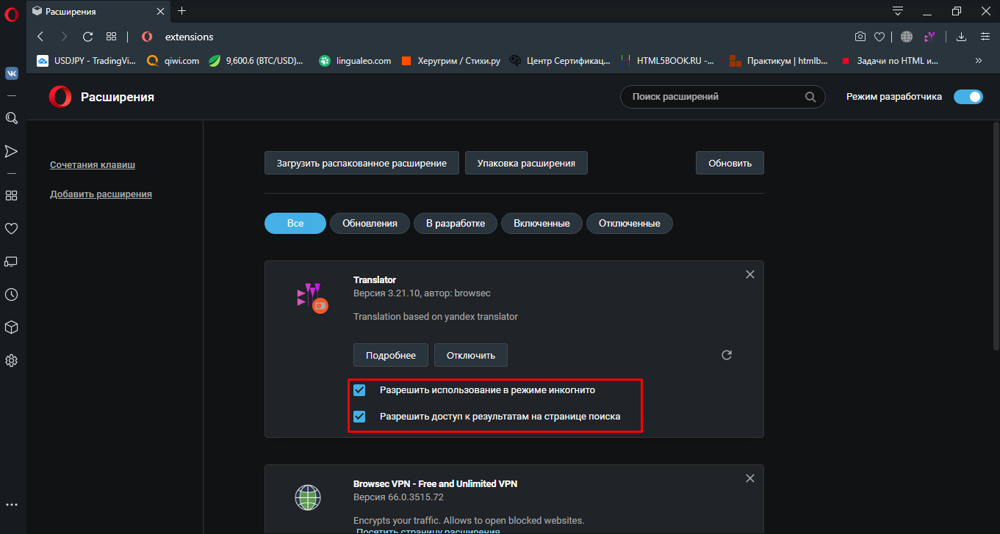 Расширения
extensions
USDJPY - TradingVi...
qiwi.com
9,600.6 (BTC/USD)...
lingualeo.com
Херугрим / Стихи.ру
Центр Сертификац...
HTML5BOOK.RU -...
Практикум | htmlb...
Задачи по HTML и...
Расширения
Поиск расширений
Режим разработчика
Сочетания клавиш
Добавить расширения
Загрузить распакованное расширение
Упаковка расширения
Обновить
Все
Обновления
В разработке
Включенные
Отключенные
Translator
Версия 3.21.10, автор: browsec
Translation based on yandex translator
Подробнее
Отключить
Разрешить использование в режиме инкогнито
Разрешить доступ к результатам на странице поиска
Browsec VPN - Free and Unlimited VPN
Версия 66.0.3515.72
Encrypts your traffic. Allows to open blocked websites.
Посетить страницу расширения